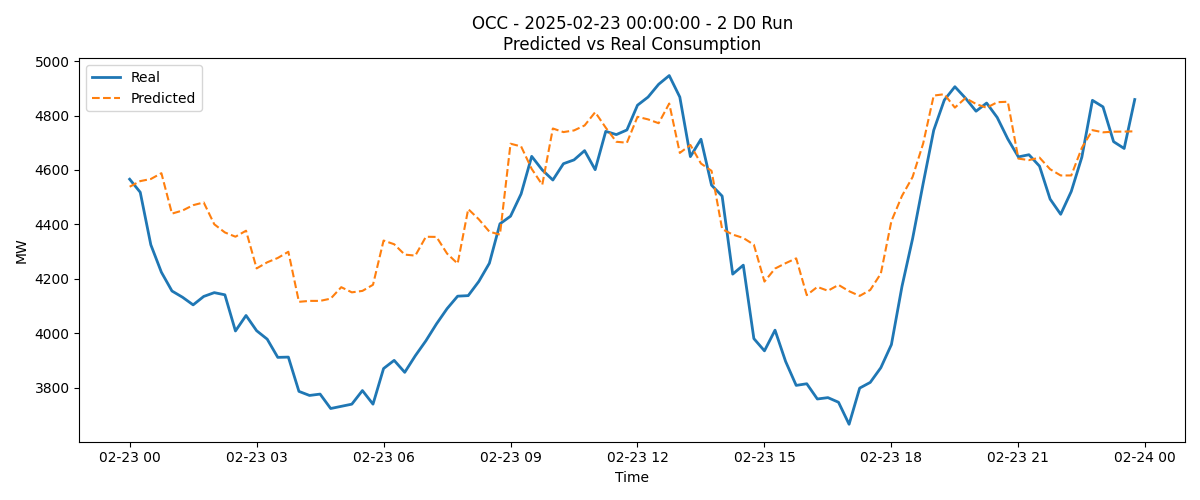 OCC - 2025-02-23 00:00:00 - 2 D0 Run
Predicted vs Real Consumption
Real
Predicted
5000
4800
4600
4400
4200
4000
3800
MW
02-23 00
02-23 03
02-23 06
02-23 09
02-23 12
02-23 15
02-23 18
02-23 21
02-24 00
Time